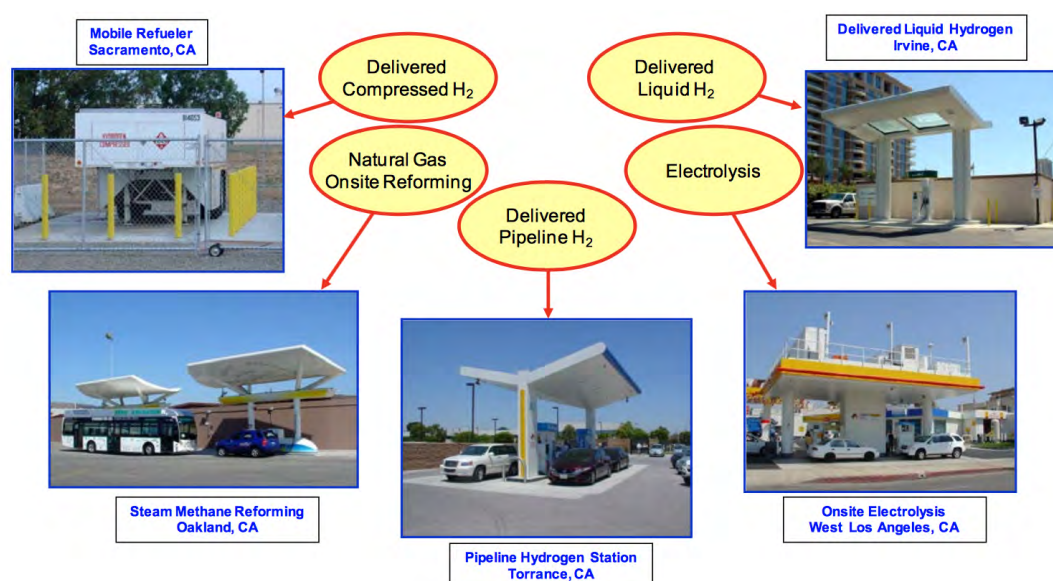 Mobile Refueler
Sacramento, CA
Delivered
Compressed H₂
Delivered
Liquid H₂
Delivered Liquid Hydrogen
Irvine, CA
Natural Gas
Onsite Reforming
Electrolysis
Delivered
Pipeline H₂
Steam Methane Reforming
Oakland, CA
Pipeline Hydrogen Station
Torrance, CA
Onsite Electrolysis
West Los Angeles, CA